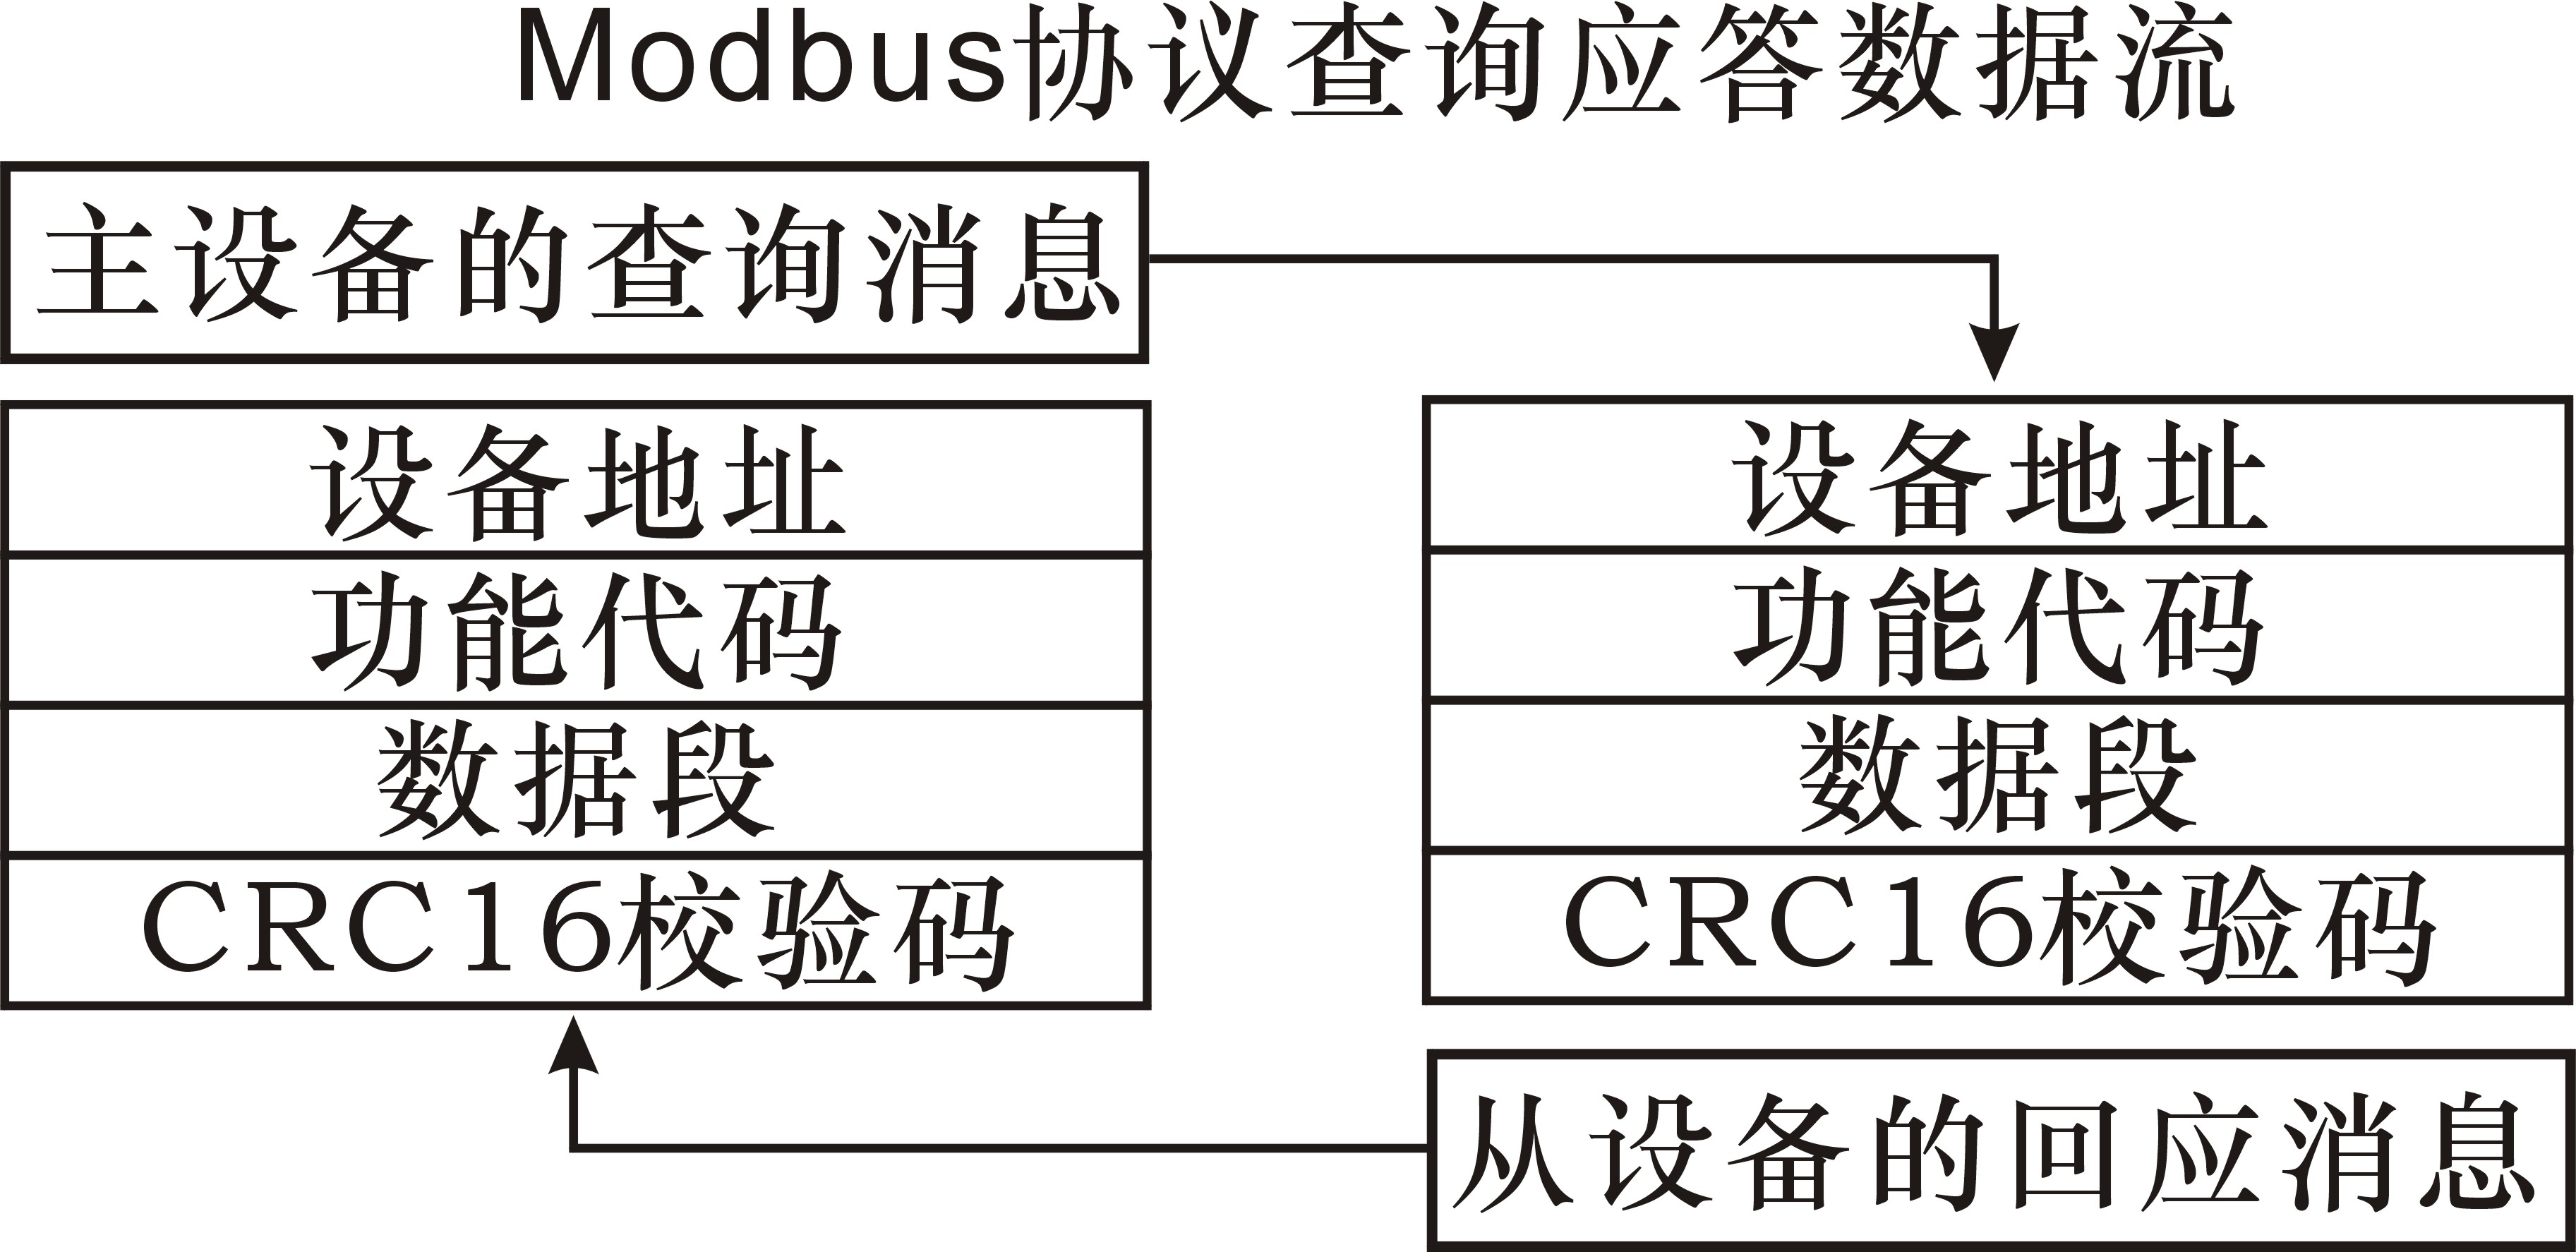 Modbus协议查询应答数据流
主设备的查询消息
设备地址
功能代码
数据段
CRC16校验码
设备地址
功能代码
数据段
CRC16校验码
从设备的回应消息